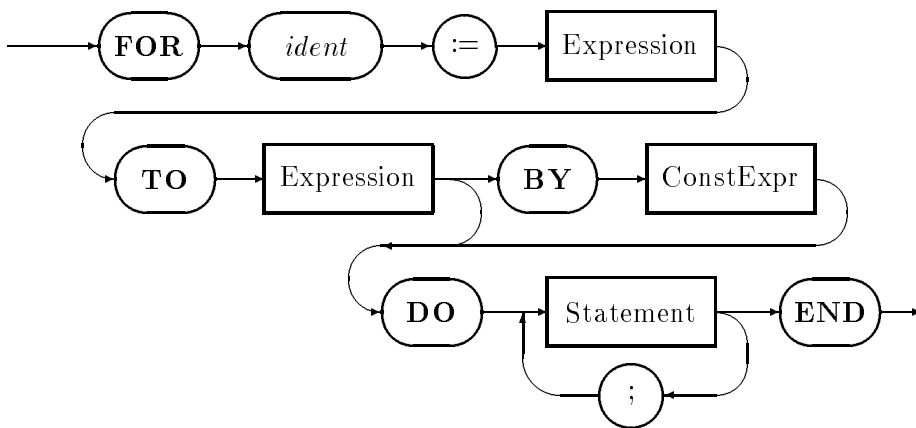 FOR ident := Expression
TO Expression BY ConstExpr
DO Statement END
;